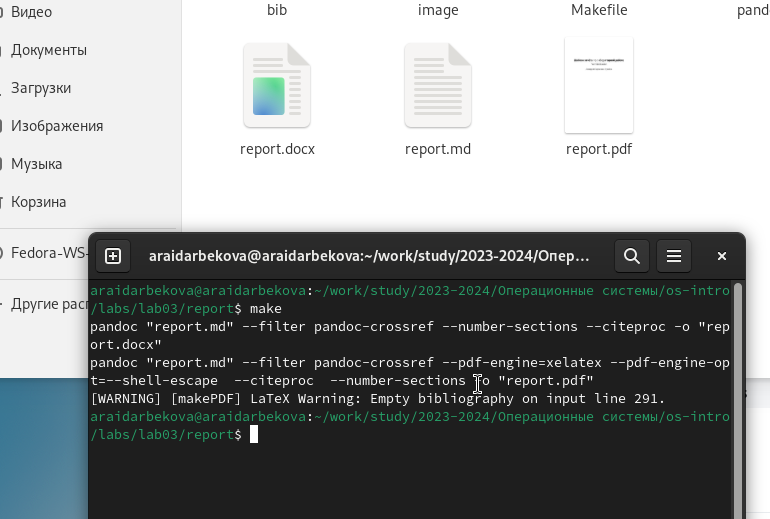 Видео
Документы
Загрузки
Изображения
Музыка
Корзина
Fedora-WS-
Другие рас
bib
image
Makefile
pand
report.docx
report.md
report.pdf
araidarbekova@araidarbekova:~/work/study/2023-2024/Опер...
araidarbekova@araidarbekova:~/work/study/2023-2024/Операционные системы/os-intro
/labs/lab03/report$ make
pandoc "report.md" --filter pandoc-crossref --number-sections --citeproc -o "rep
ort.docx"
pandoc "report.md" --filter pandoc-crossref --pdf-engine=xelatex --pdf-engine-op
t=--shell-escape  --citeproc  --number-sections "report.pdf"
[WARNING] [makePDF] LaTeX Warning: Empty bibliography on input line 291.
araidarbekova@araidarbekova:~/work/study/2023-2024/Операционные системы/os-intro
/labs/lab03/report$